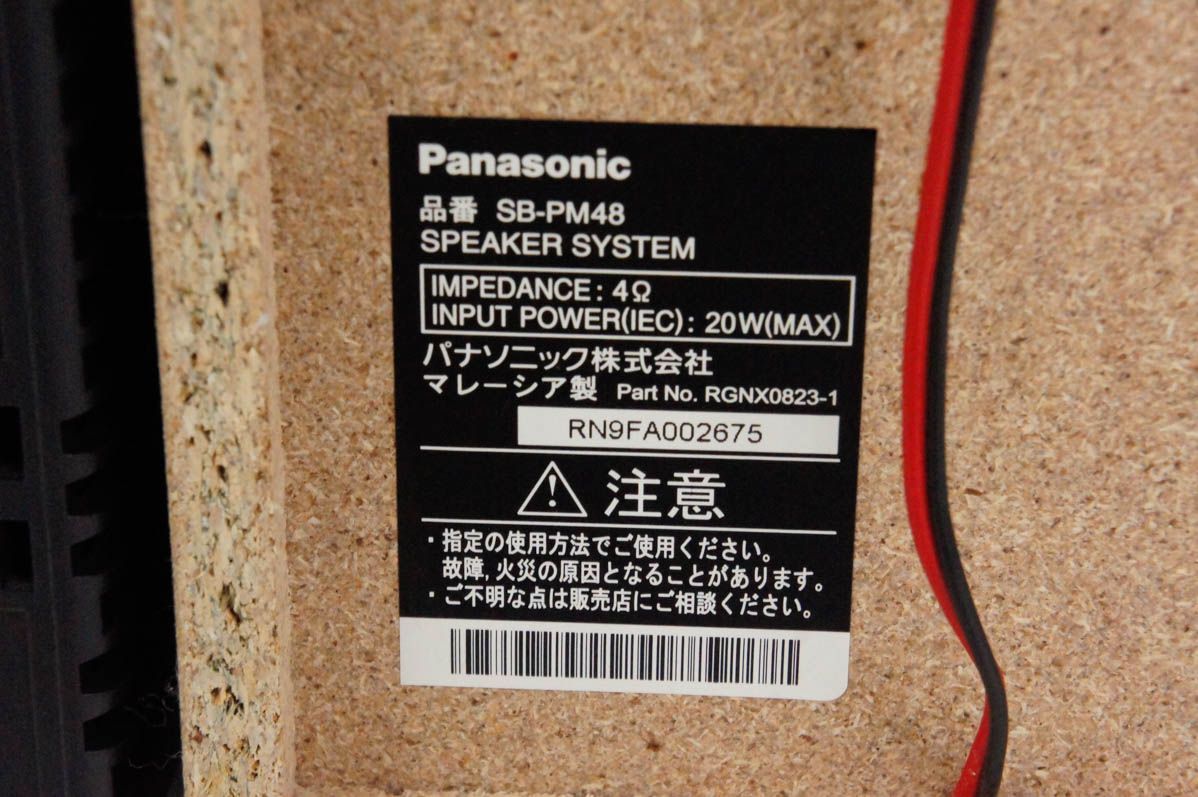 Panasonic
品番 SB-PM48
SPEAKER SYSTEM
IMPEDANCE: 4Ω
INPUT POWER(IEC): 20W(MAX)
パナソニック株式会社
マレーシア製 Part No. RGNX0823-1
RN9FA002675
注意
・指定の使用方法でご使用ください。
故障,火災の原因となることがあります。
・ご不明な点は販売店にご相談ください。